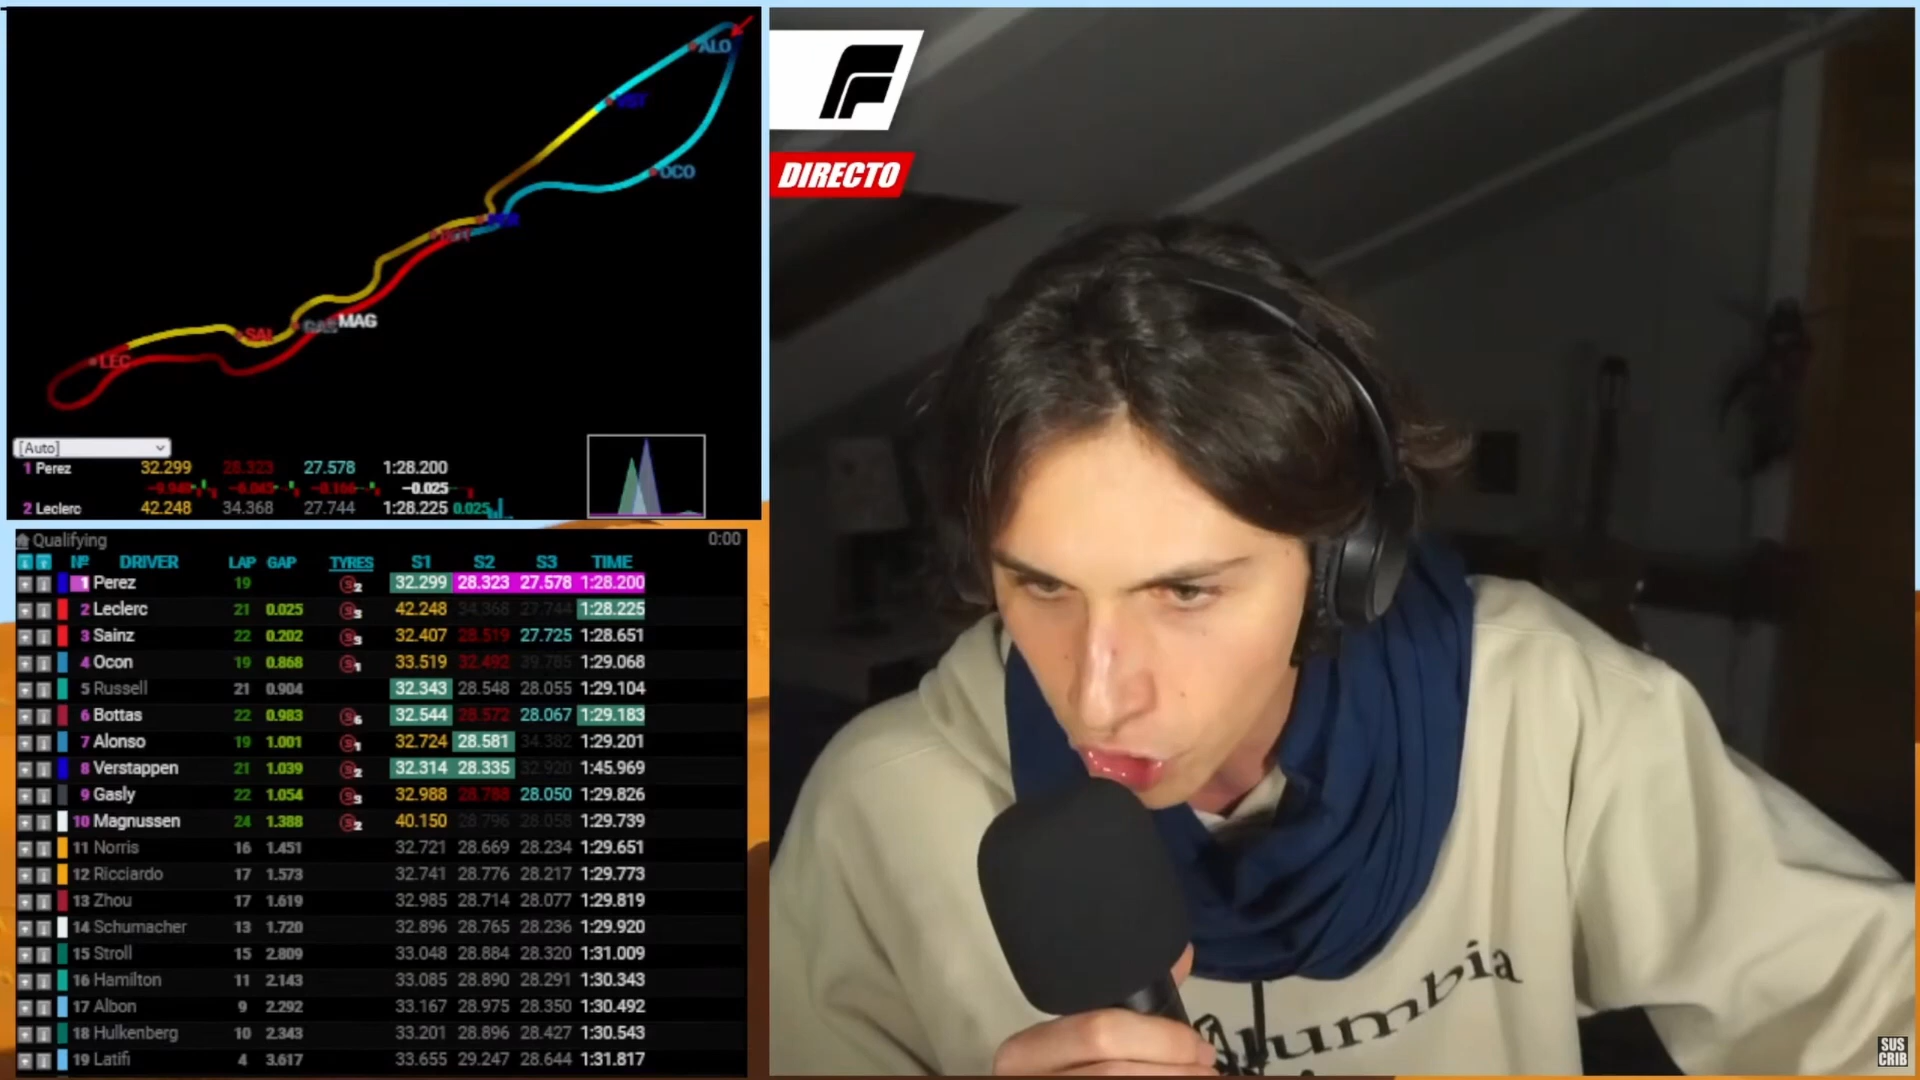 ALO
OCO
SAI
MAG
LEC
[Auto]
1 Perez 32.299 28.323 27.578 1:28.200
-0.025
2 Leclerc 42.248 34.368 27.744 1:28.225 0.025
Qualifying 0:00
№ DRIVER LAP GAP TYRES S1 S2 S3 TIME
1 Perez 19 S2 32.299 28.323 27.578 1:28.200
2 Leclerc 21 0.025 S3 42.248 34.368 27.744 1:28.225
3 Sainz 22 0.202 S3 32.407 28.519 27.725 1:28.651
4 Ocon 19 0.868 S1 33.519 32.492 39.785 1:29.068
5 Russell 21 0.904 32.343 28.548 28.055 1:29.104
6 Bottas 22 0.983 S6 32.544 28.572 28.067 1:29.183
7 Alonso 19 1.001 S1 32.724 28.581 34.382 1:29.201
8 Verstappen 21 1.039 S2 32.314 28.335 32.920 1:45.969
9 Gasly 22 1.054 S3 32.988 28.788 28.050 1:29.826
10 Magnussen 24 1.388 S2 40.150 28.796 28.058 1:29.739
11 Norris 16 1.451 32.721 28.669 28.234 1:29.651
12 Ricciardo 17 1.573 32.741 28.776 28.217 1:29.773
13 Zhou 17 1.619 32.985 28.714 28.077 1:29.819
14 Schumacher 13 1.720 32.896 28.765 28.236 1:29.920
15 Stroll 15 2.809 33.048 28.884 28.320 1:31.009
16 Hamilton 11 2.143 33.085 28.890 28.291 1:30.343
17 Albon 9 2.292 33.167 28.975 28.350 1:30.492
18 Hulkenberg 10 2.343 33.201 28.896 28.427 1:30.543
19 Latifi 4 3.617 33.655 29.247 28.644 1:31.817
F
DIRECTO
olumbia
SUS
CRIB